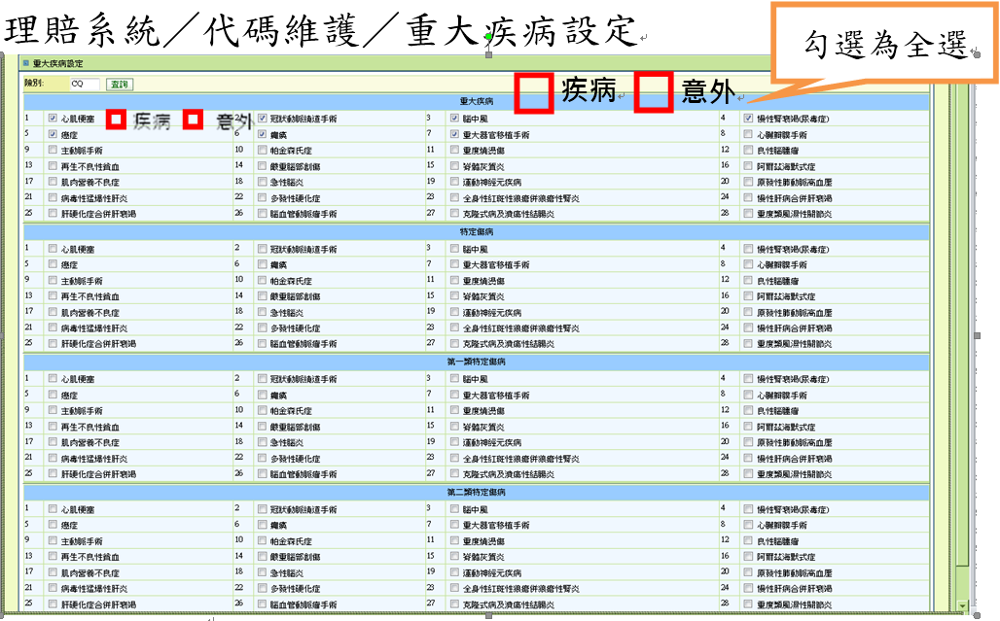 理賠系統／代碼維護／重大疾病設定
勾選為全選
重大疾病設定
險別: CQ 查詢
重大疾病 疾病 意外
1 心肌梗塞 疾病 意外 2 冠狀動脈繞道手術 3 腦中風 4 慢性腎衰竭(尿毒症)
5 癌症 6 癱瘓 7 重大器官移植手術 8 心臟瓣膜手術
9 主動脈手術 10 帕金森氏症 11 重度燒燙傷 12 良性腦腫瘤
13 再生不良性貧血 14 嚴重腦部創傷 15 脊髓灰質炎 16 阿爾茲海默式症
17 肌肉營養不良症 18 急性腦炎 19 運動神經元疾病 20 原發性肺動脈高血壓
21 病毒性猛爆性肝炎 22 多發性硬化症 23 全身性紅斑性狼瘡併狼瘡性腎炎 24 慢性肝病合併肝衰竭
25 肝硬化症合併肝衰竭 26 腦血管動脈瘤手術 27 克隆式病及潰瘍性結腸炎 28 重度類風濕性關節炎
特定傷病
1 心肌梗塞 2 冠狀動脈繞道手術 3 腦中風 4 慢性腎衰竭(尿毒症)
5 癌症 6 癱瘓 7 重大器官移植手術 8 心臟瓣膜手術
9 主動脈手術 10 帕金森氏症 11 重度燒燙傷 12 良性腦腫瘤
13 再生不良性貧血 14 嚴重腦部創傷 15 脊髓灰質炎 16 阿爾茲海默式症
17 肌肉營養不良症 18 急性腦炎 19 運動神經元疾病 20 原發性肺動脈高血壓
21 病毒性猛爆性肝炎 22 多發性硬化症 23 全身性紅斑性狼瘡併狼瘡性腎炎 24 慢性肝病合併肝衰竭
25 肝硬化症合併肝衰竭 26 腦血管動脈瘤手術 27 克隆式病及潰瘍性結腸炎 28 重度類風濕性關節炎
第一類特定傷病
1 心肌梗塞 2 冠狀動脈繞道手術 3 腦中風 4 慢性腎衰竭(尿毒症)
5 癌症 6 癱瘓 7 重大器官移植手術 8 心臟瓣膜手術
9 主動脈手術 10 帕金森氏症 11 重度燒燙傷 12 良性腦腫瘤
13 再生不良性貧血 14 嚴重腦部創傷 15 脊髓灰質炎 16 阿爾茲海默式症
17 肌肉營養不良症 18 急性腦炎 19 運動神經元疾病 20 原發性肺動脈高血壓
21 病毒性猛爆性肝炎 22 多發性硬化症 23 全身性紅斑性狼瘡併狼瘡性腎炎 24 慢性肝病合併肝衰竭
25 肝硬化症合併肝衰竭 26 腦血管動脈瘤手術 27 克隆式病及潰瘍性結腸炎 28 重度類風濕性關節炎
第二類特定傷病
1 心肌梗塞 2 冠狀動脈繞道手術 3 腦中風 4 慢性腎衰竭(尿毒症)
5 癌症 6 癱瘓 7 重大器官移植手術 8 心臟瓣膜手術
9 主動脈手術 10 帕金森氏症 11 重度燒燙傷 12 良性腦腫瘤
13 再生不良性貧血 14 嚴重腦部創傷 15 脊髓灰質炎 16 阿爾茲海默式症
17 肌肉營養不良症 18 急性腦炎 19 運動神經元疾病 20 原發性肺動脈高血壓
21 病毒性猛爆性肝炎 22 多發性硬化症 23 全身性紅斑性狼瘡併狼瘡性腎炎 24 慢性肝病合併肝衰竭
25 肝硬化症合併肝衰竭 26 腦血管動脈瘤手術 27 克隆式病及潰瘍性結腸炎 28 重度類風濕性關節炎